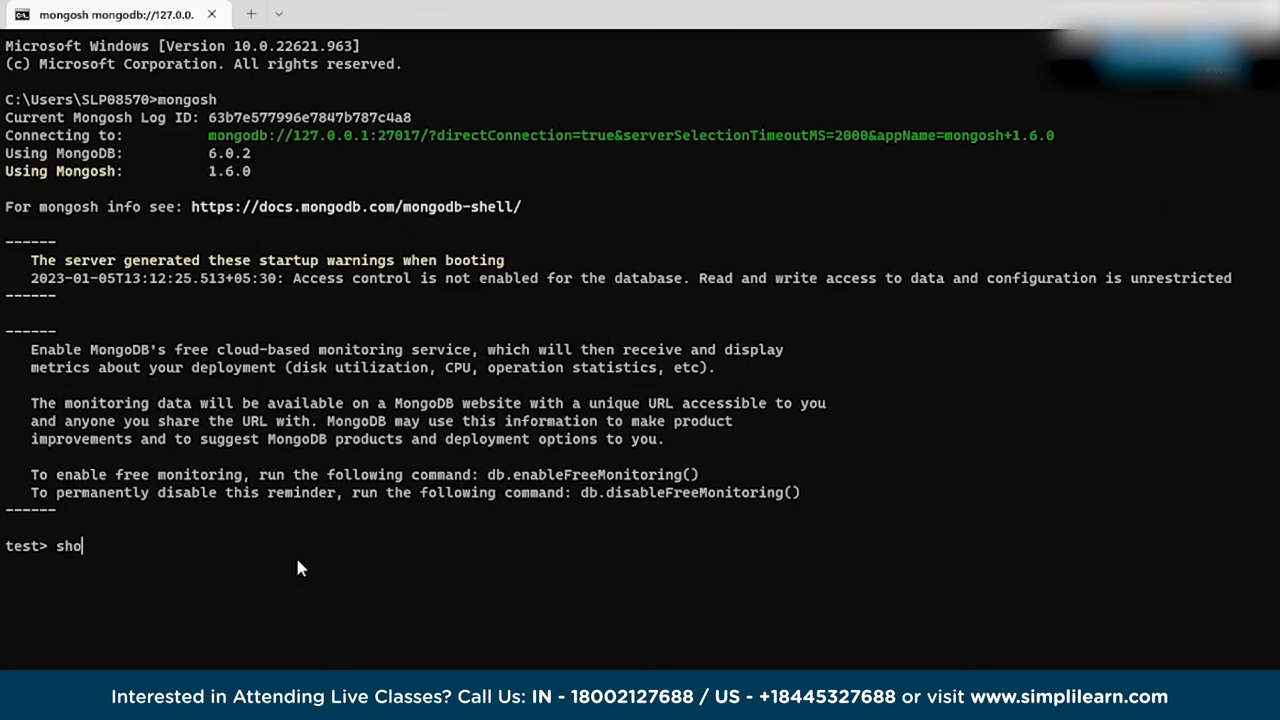 mongosh mongodb://127.0.0.
Microsoft Windows [Version 10.0.22621.963]
(c) Microsoft Corporation. All rights reserved.
C:\Users\SLP08570>mongosh
Current Mongosh Log ID: 63b7e577996e7847b787c4a8
Connecting to: mongodb://127.0.0.1:27017/?directConnection=true&serverSelectionTimeoutMS=2000&appName=mongosh+1.6.0
Using MongoDB: 6.0.2
Using Mongosh: 1.6.0
For mongosh info see: https://docs.mongodb.com/mongodb-shell/
------
The server generated these startup warnings when booting
2023-01-05T13:12:25.513+05:30: Access control is not enabled for the database. Read and write access to data and configuration is unrestricted
------
------
Enable MongoDB's free cloud-based monitoring service, which will then receive and display
metrics about your deployment (disk utilization, CPU, operation statistics, etc).
The monitoring data will be available on a MongoDB website with a unique URL accessible to you
and anyone you share the URL with. MongoDB may use this information to make product
improvements and to suggest MongoDB products and deployment options to you.
To enable free monitoring, run the following command: db.enableFreeMonitoring()
To permanently disable this reminder, run the following command: db.disableFreeMonitoring()
------
test> sho
Interested in Attending Live Classes? Call Us: IN - 18002127688 / US - +18445327688 or visit www.simplilearn.com